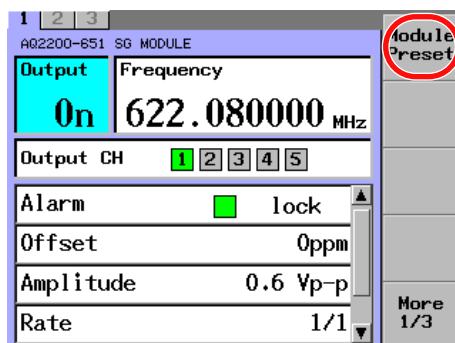 1 2 3
AQ2200-651 SG MODULE
Output Frequency
On 622.080000 MHz
Output CH 1 2 3 4 5
Alarm lock
Offset 0ppm
Amplitude 0.6 Vp-p
Rate 1/1
Module
Preset
More
1/3